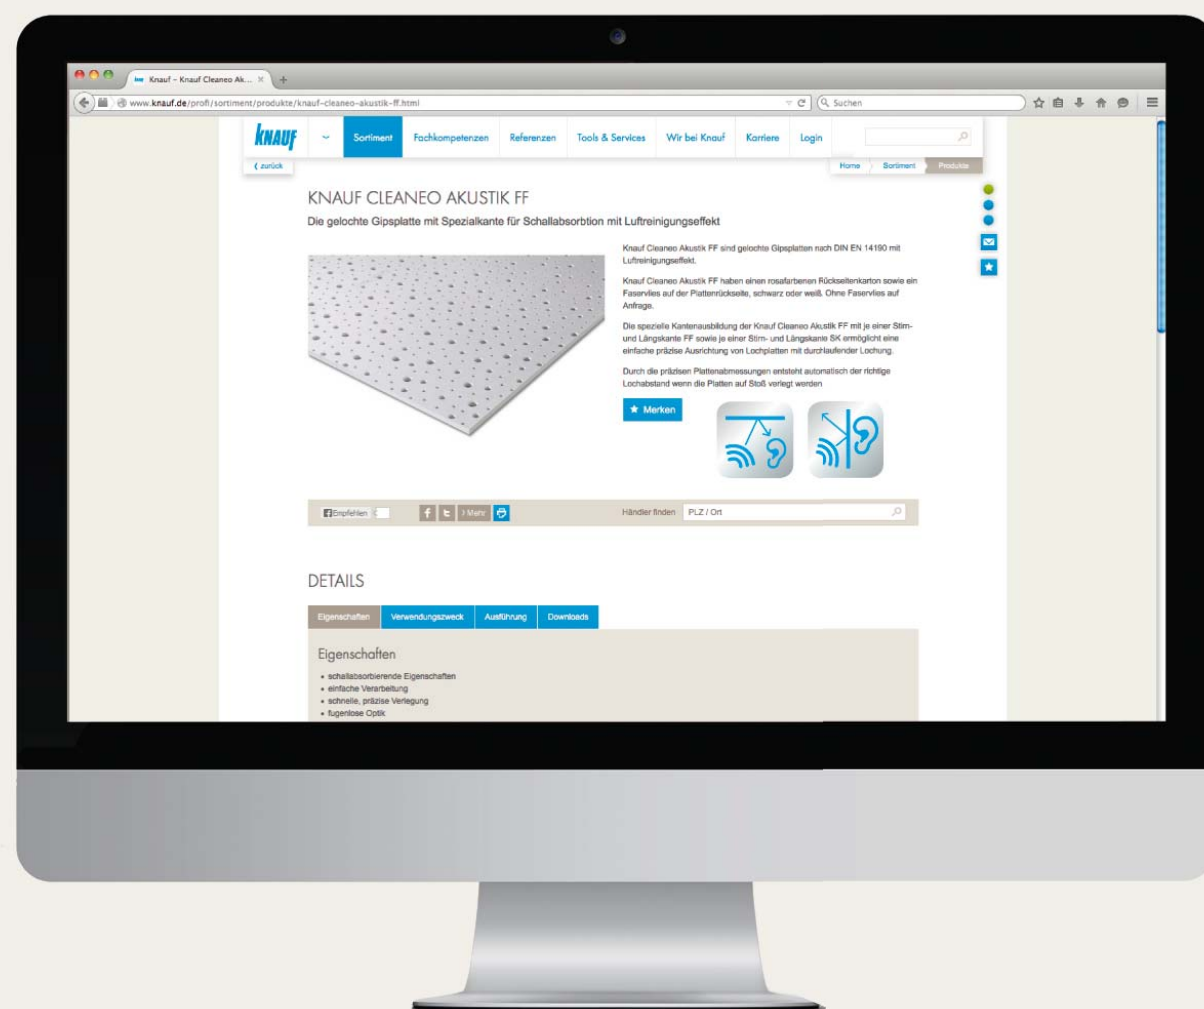 Knauf – Knauf Cleaneo Ak...
www.knauf.de/profi/sortiment/produkte/knauf-cleaneo-akustik-ff.html
Suchen
KNAUF
Sortiment
Fachkompetenzen
Referenzen
Tools & Services
Wir bei Knauf
Karriere
Login
zurück
Home
Sortiment
Produkte
KNAUF CLEANEO AKUSTIK FF
Die gelochte Gipsplatte mit Spezialkante für Schallabsorbtion mit Luftreinigungseffekt
Knauf Cleaneo Akustik FF sind gelochte Gipsplatten nach DIN EN 14190 mit
Luftreinigungseffekt.
Knauf Cleaneo Akustik FF haben einen rosafarbenen Rückseitenkarton sowie ein
Faservlies auf der Plattenrückseite, schwarz oder weiß. Ohne Faservlies auf
Anfrage.
Die spezielle Kantenausbildung der Knauf Cleaneo Akustik FF mit je einer Stirn-
und Längskante FF sowie je einer Stirn- und Längskante SK ermöglicht eine
einfache präzise Ausrichtung von Lochplatten mit durchlaufender Lochung.
Durch die präzisen Plattenabmessungen entsteht automatisch der richtige
Lochabstand wenn die Platten auf Stoß verlegt werden
Merken
Empfehlen
Mehr
Händler finden
PLZ / Ort
DETAILS
Eigenschaften
Verwendungszweck
Ausführung
Downloads
Eigenschaften
• schallabsorbierende Eigenschaften
• einfache Verarbeitung
• schnelle, präzise Verlegung
• fugenlose Optik